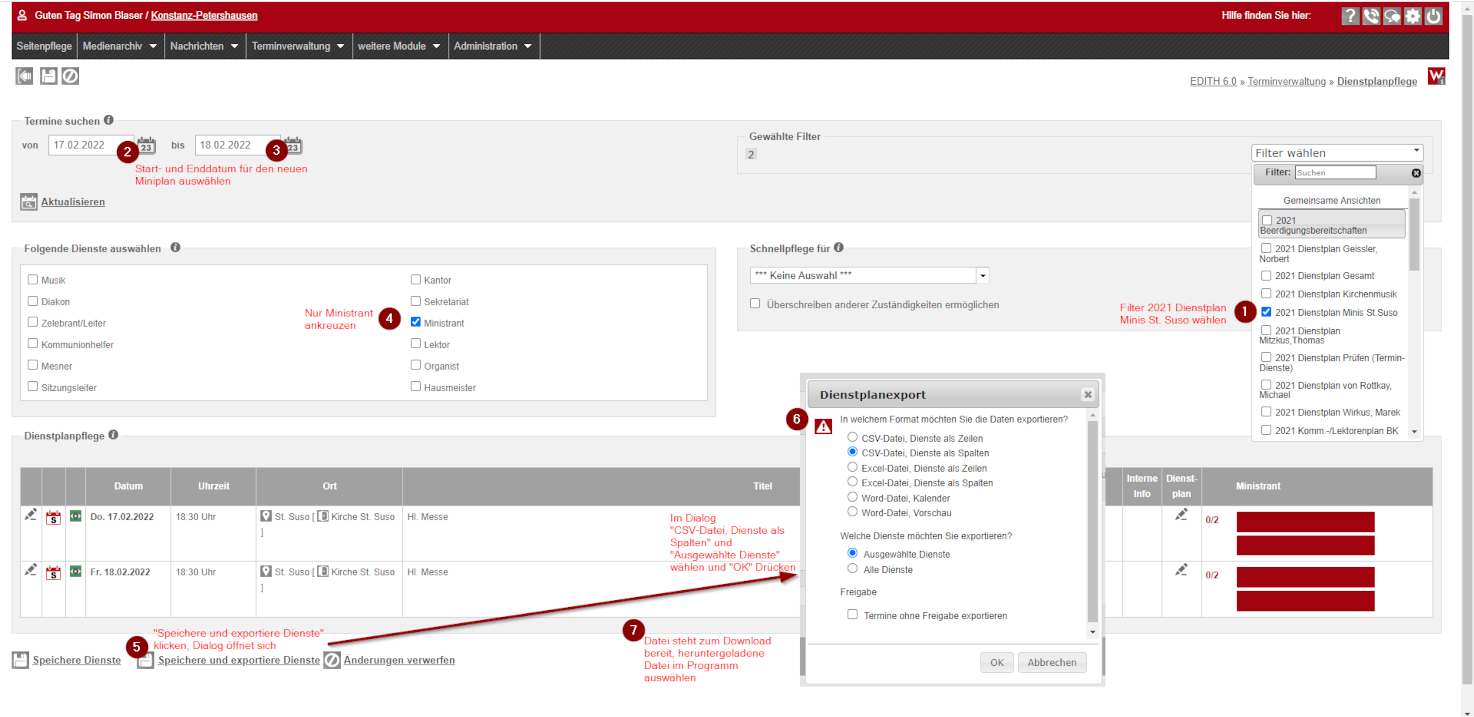 Guten Tag Simon Blaser / Konstanz-Petershausen
Hilfe finden Sie hier:
?
Seitenpflege
Medienarchiv
Nachrichten
Terminverwaltung
weitere Module
Administration
EDITH 6.0 » Terminverwaltung » Dienstplanpflege
Termine suchen
von 17.02.2022
2
23
bis 18.02.2022
3
23
Start- und Enddatum für den neuen
Miniplan auswählen
Aktualisieren
Gewählte Filter
2
Filter wählen
Filter: Suchen
Gemeinsame Ansichten
2021
Beerdigungsbereitschaften
2021 Dienstplan Geissler,
Norbert
2021 Dienstplan Gesamt
2021 Dienstplan Kirchenmusik
2021 Dienstplan Minis St.Suso
2021 Dienstplan
Mitzkus,Thomas
2021 Dienstplan Prüfen (Termin-
Dienste)
2021 Dienstplan von Rottkay,
Michael
2021 Dienstplan Wirkus, Marek
2021 Komm.-/Lektorenplan BK
Filter 2021 Dienstplan
Minis St. Suso wählen
1
Folgende Dienste auswählen
Musik
Kantor
Diakon
Sekretariat
Zelebrant/Leiter
Nur Ministrant
ankreuzen
4
Ministrant
Kommunionhelfer
Lektor
Mesner
Organist
Sitzungsleiter
Hausmeister
Schnellpflege für
*** Keine Auswahl ***
Überschreiben anderer Zuständigkeiten ermöglichen
Dienstplanpflege
Datum
Uhrzeit
Ort
Titel
Interne
Info
Dienst-
plan
Ministrant
S
Do. 17.02.2022
18:30 Uhr
St. Suso [ Kirche St. Suso
]
Hl. Messe
0/2
S
Fr. 18.02.2022
18:30 Uhr
St. Suso [ Kirche St. Suso
]
Hl. Messe
0/2
Im Dialog
"CSV-Datei, Dienste als
Spalten" und
"Ausgewählte Dienste"
wählen und "OK" Drücken
6
Dienstplanexport
In welchem Format möchten Sie die Daten exportieren?
CSV-Datei, Dienste als Zeilen
CSV-Datei, Dienste als Spalten
Excel-Datei, Dienste als Zeilen
Excel-Datei, Dienste als Spalten
Word-Datei, Kalender
Word-Datei, Vorschau
Welche Dienste möchten Sie exportieren?
Ausgewählte Dienste
Alle Dienste
Freigabe
Termine ohne Freigabe exportieren
OK
Abbrechen
5
"Speichere und exportiere Dienste"
klicken, Dialog öffnet sich
7
Datei steht zum Download
bereit, heruntergeladene
Datei im Programm
auswählen
Speichere Dienste
Speichere und exportiere Dienste
Änderungen verwerfen